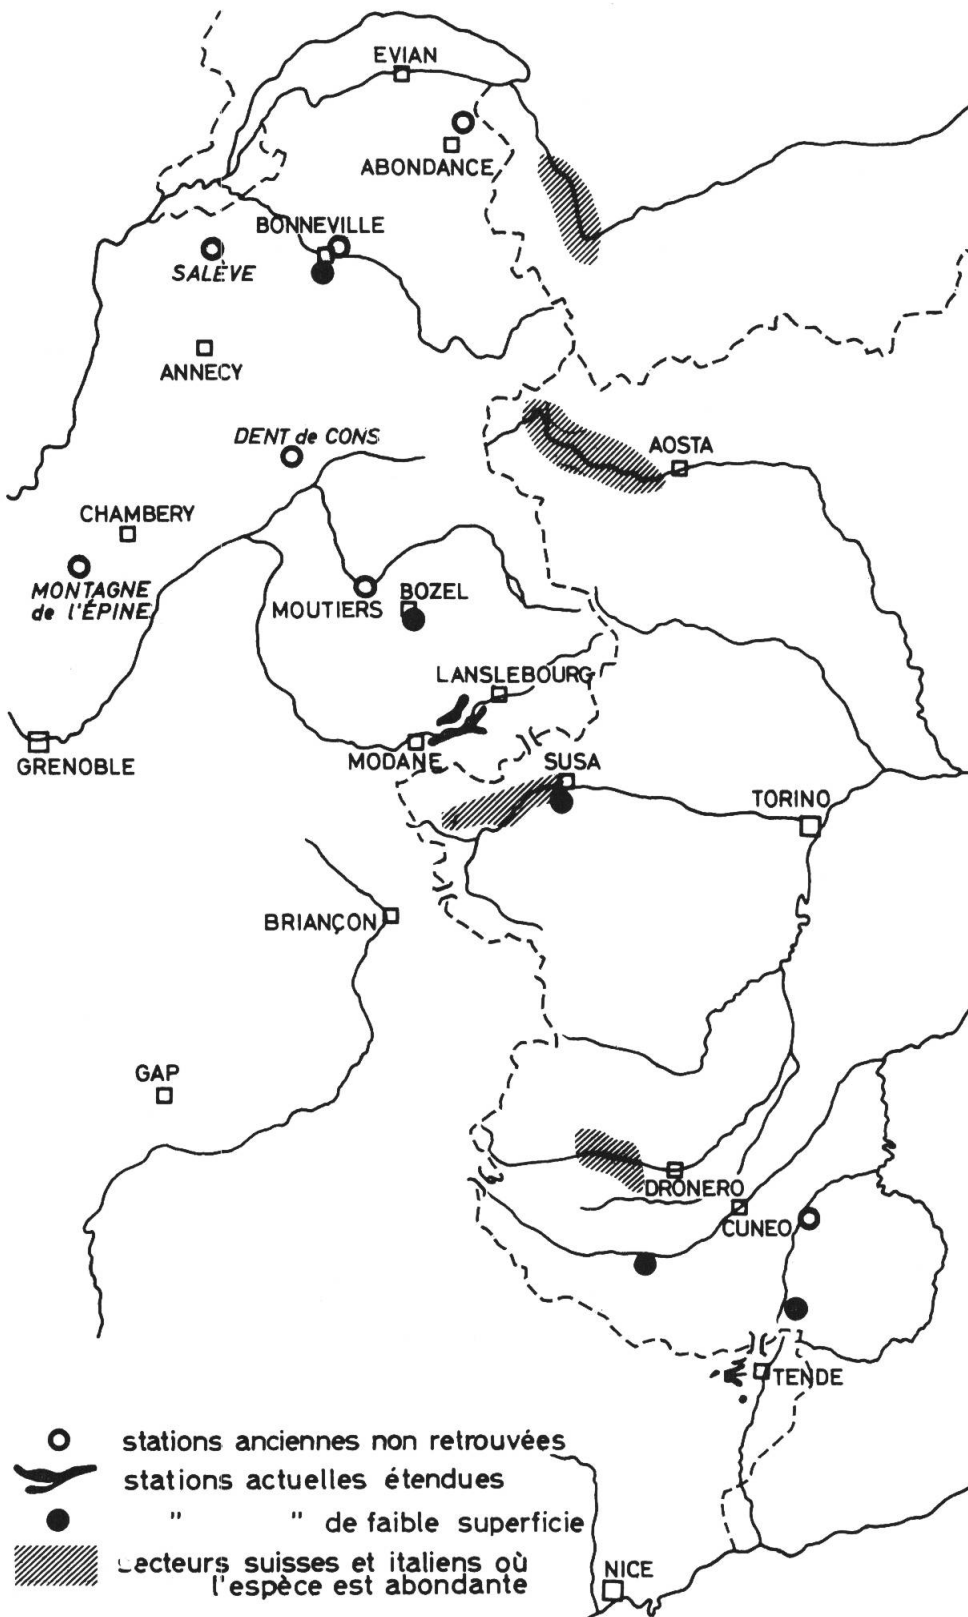 EVIAN
ABONDANCE
BONNEVILLE
SALÈVE
ANNECY
DENT de CONS
AOSTA
CHAMBERY
MONTAGNE
de l'ÉPINE
MOUTIERS
BOZEL
LANSLEBOURG
GRENOBLE
MODANE
SUSA
TORINO
BRIANÇON
GAP
DRONERO
CUNEO
TENDE
stations anciennes non retrouvées
stations actuelles étendues
" " de faible superficie
ecteurs suisses et italiens où
l'espèce est abondante
NICE